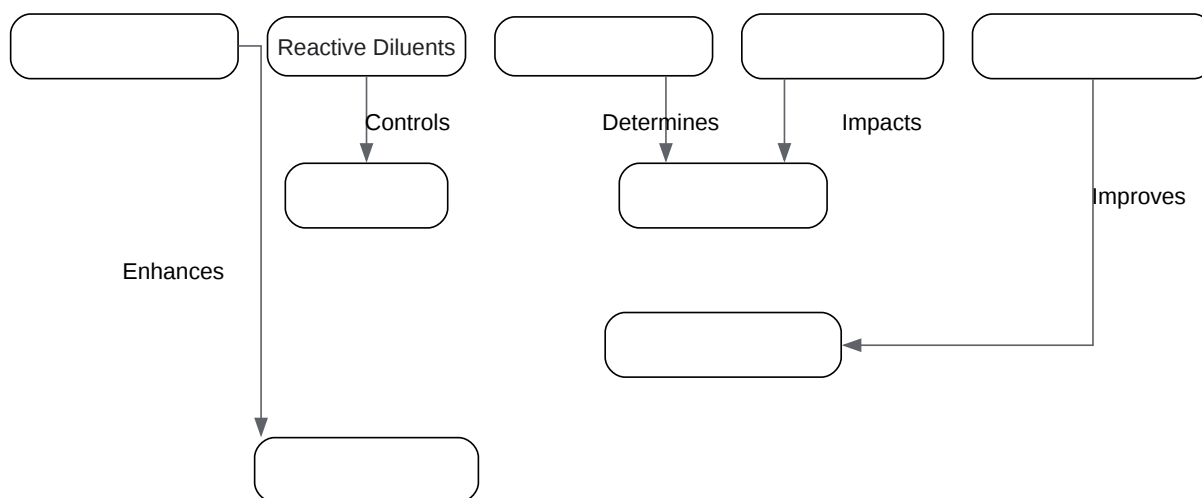 Reactive Diluents
Controls
Determines
Impacts
Improves
Enhances